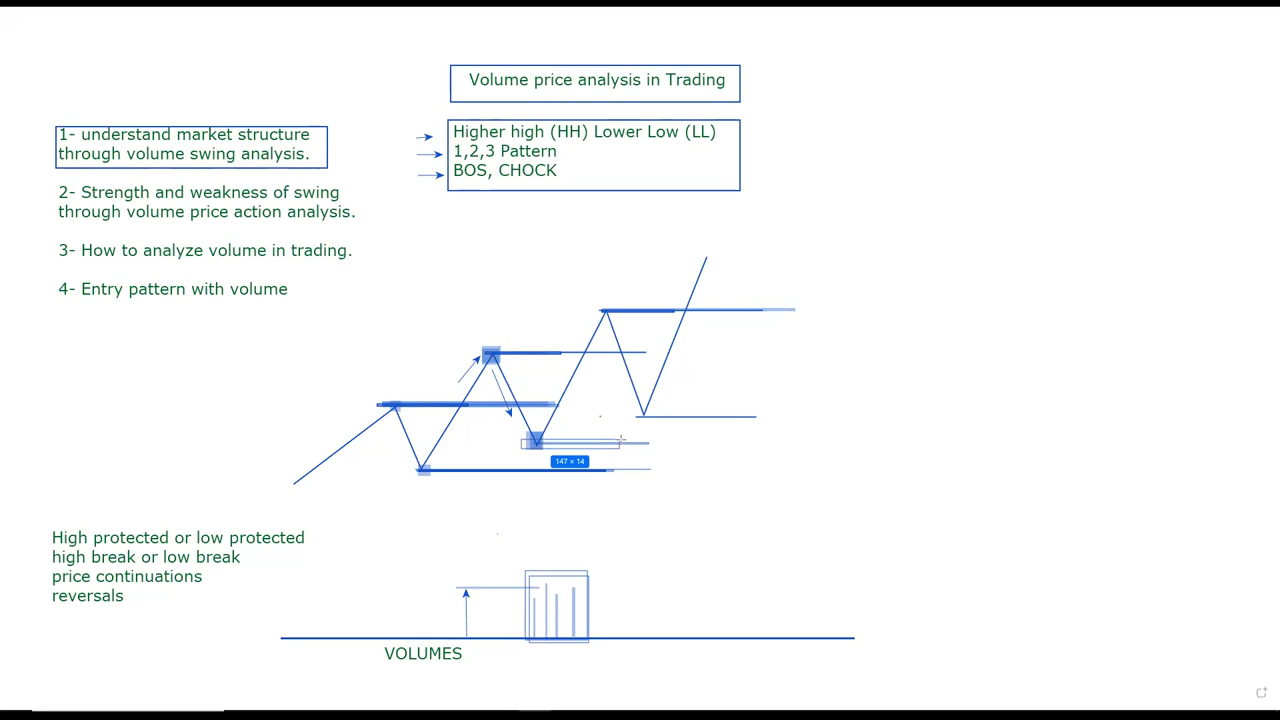 Volume price analysis in Trading
1- understand market structure
through volume swing analysis.
2- Strength and weakness of swing
through volume price action analysis.
3- How to analyze volume in trading.
4- Entry pattern with volume
Higher high (HH) Lower Low (LL)
1,2,3 Pattern
BOS, CHOCK
147 × 14
High protected or low protected
high break or low break
price continuations
reversals
VOLUMES